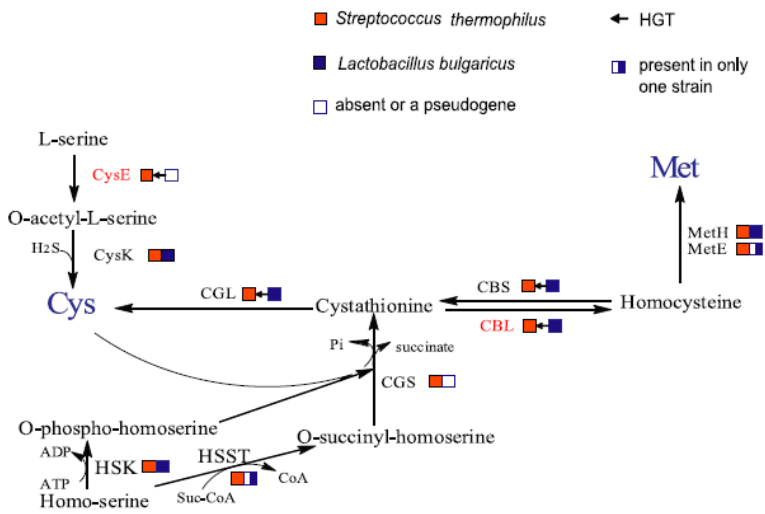 Streptococcus thermophilus
HGT
Lactobacillus bulgaricus
present in only
one strain
absent or a pseudogene
L-serine
CysE
O-acetyl-L-serine
H2S
CysK
Cys
CGL
Cystathionine
CBS
CBL
Homocysteine
Met
MetH
MetE
Pi
succinate
CGS
O-phospho-homoserine
O-succinyl-homoserine
ADP
HSK
ATP
HSST
CoA
Suc-CoA
Homo-serine